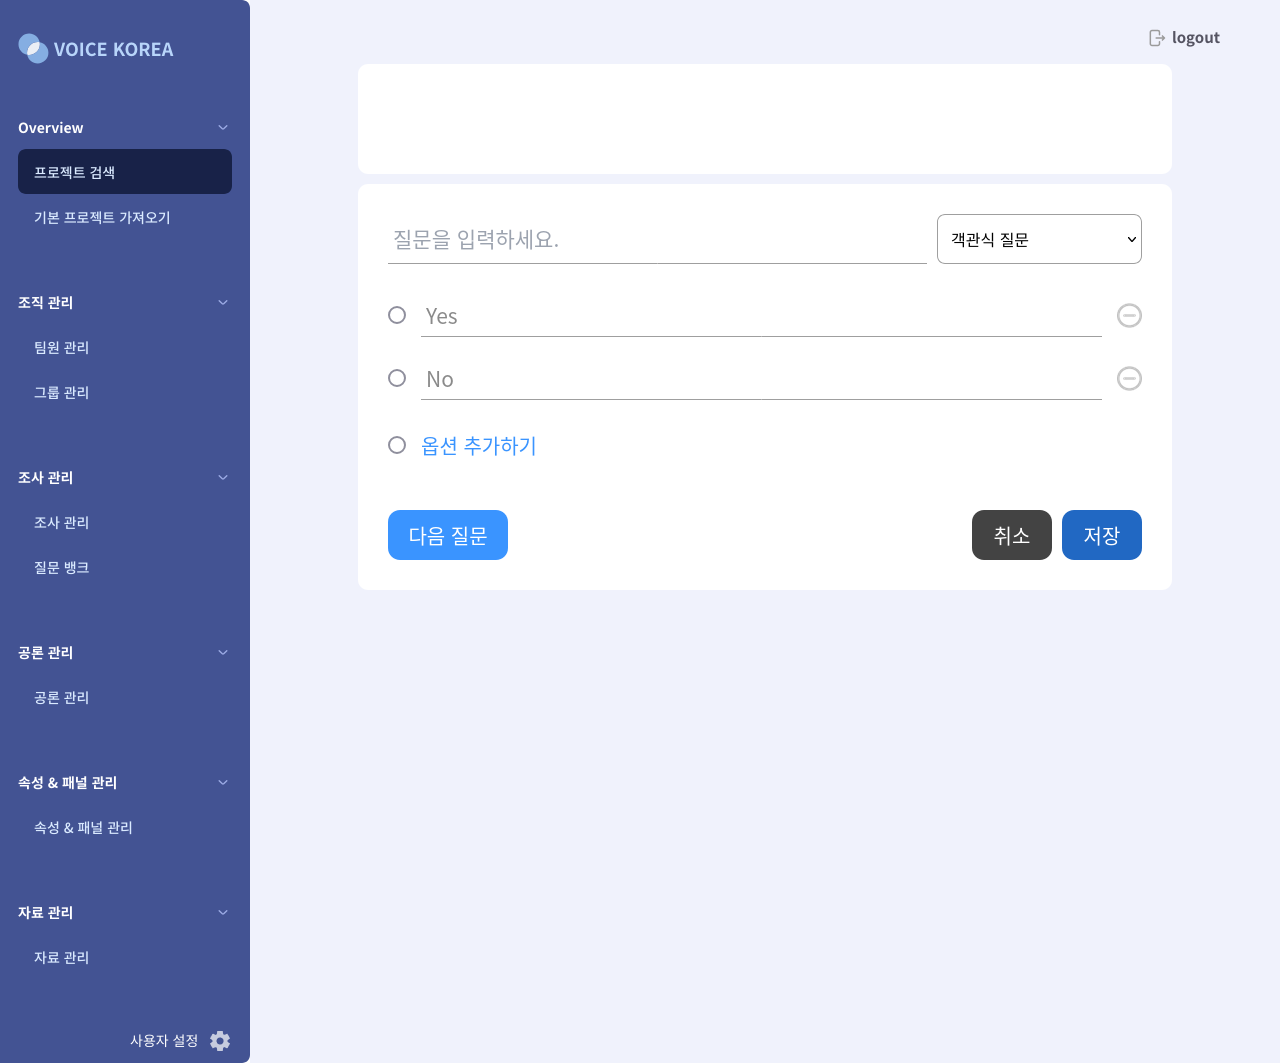 VOICE KOREA
Overview
프로젝트 검색
기본 프로젝트 가져오기
조직 관리
팀원 관리
그룹 관리
조사 관리
조사 관리
질문 뱅크
공론 관리
공론 관리
속성 & 패널 관리
속성 & 패널 관리
자료 관리
자료 관리
사용자 설정
logout
질문을 입력하세요.
객관식 질문
Yes
No
옵션 추가하기
다음 질문
취소
저장